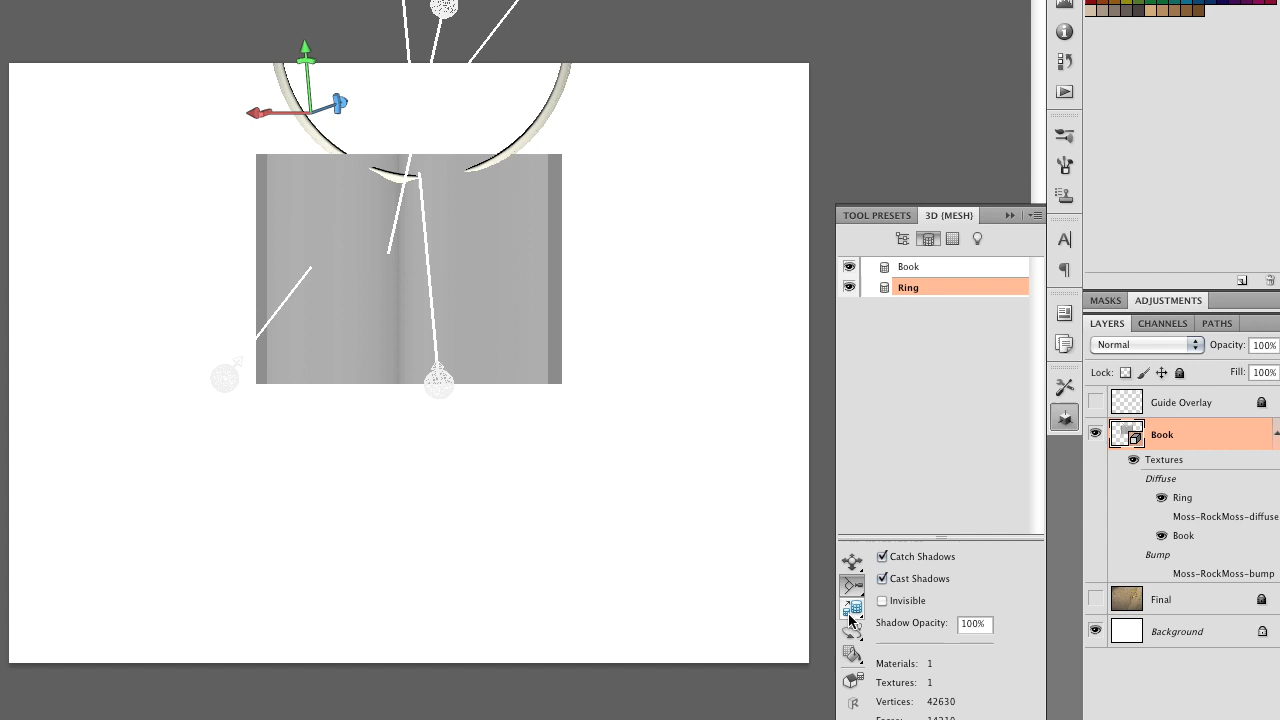 TOOL PRESETS
3D {MESH}
Book
Ring
Catch Shadows
Cast Shadows
Invisible
Shadow Opacity: 100%
Materials: 1
Textures: 1
Vertices: 42630
MASKS
ADJUSTMENTS
LAYERS
CHANNELS
PATHS
Normal
Opacity: 100%
Lock:
Fill: 100%
Guide Overlay
Book
Textures
Diffuse
Ring
Moss-RockMoss-diffuse
Book
Bump
Moss-RockMoss-bump
Final
Background